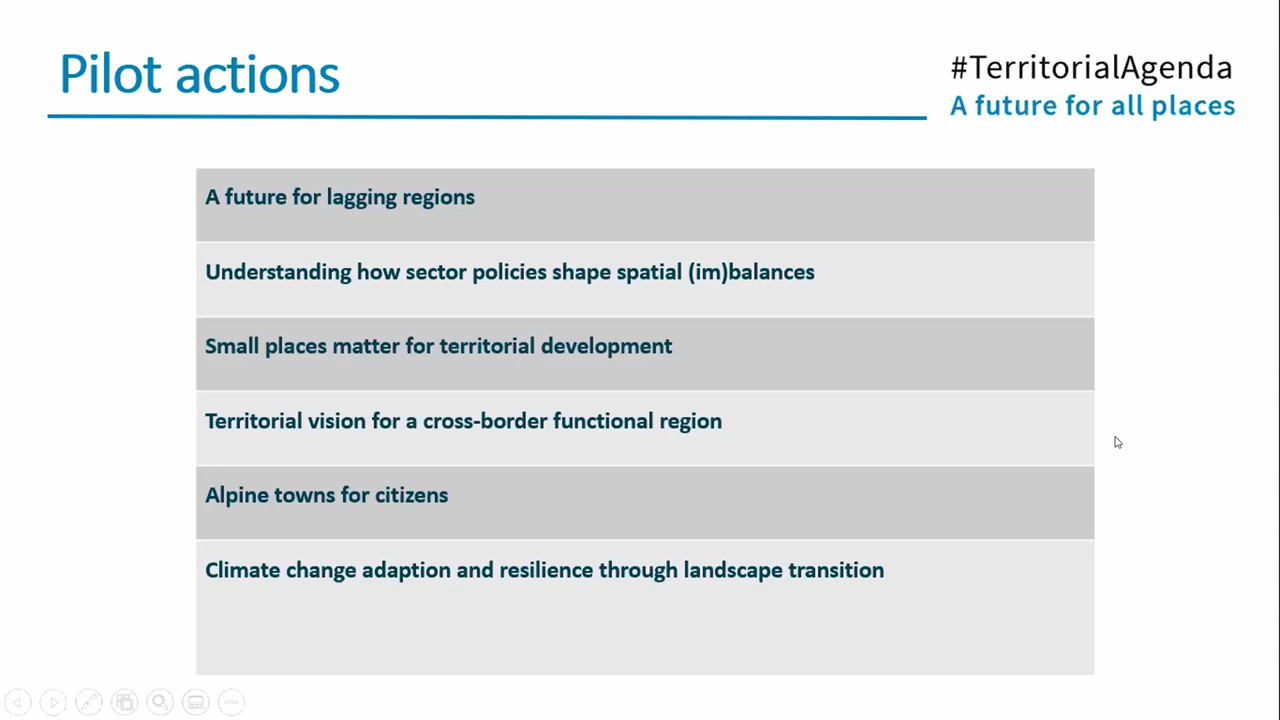 Pilot actions
#TerritorialAgenda
A future for all places
A future for lagging regions
Understanding how sector policies shape spatial (im)balances
Small places matter for territorial development
Territorial vision for a cross-border functional region
Alpine towns for citizens
Climate change adaption and resilience through landscape transition